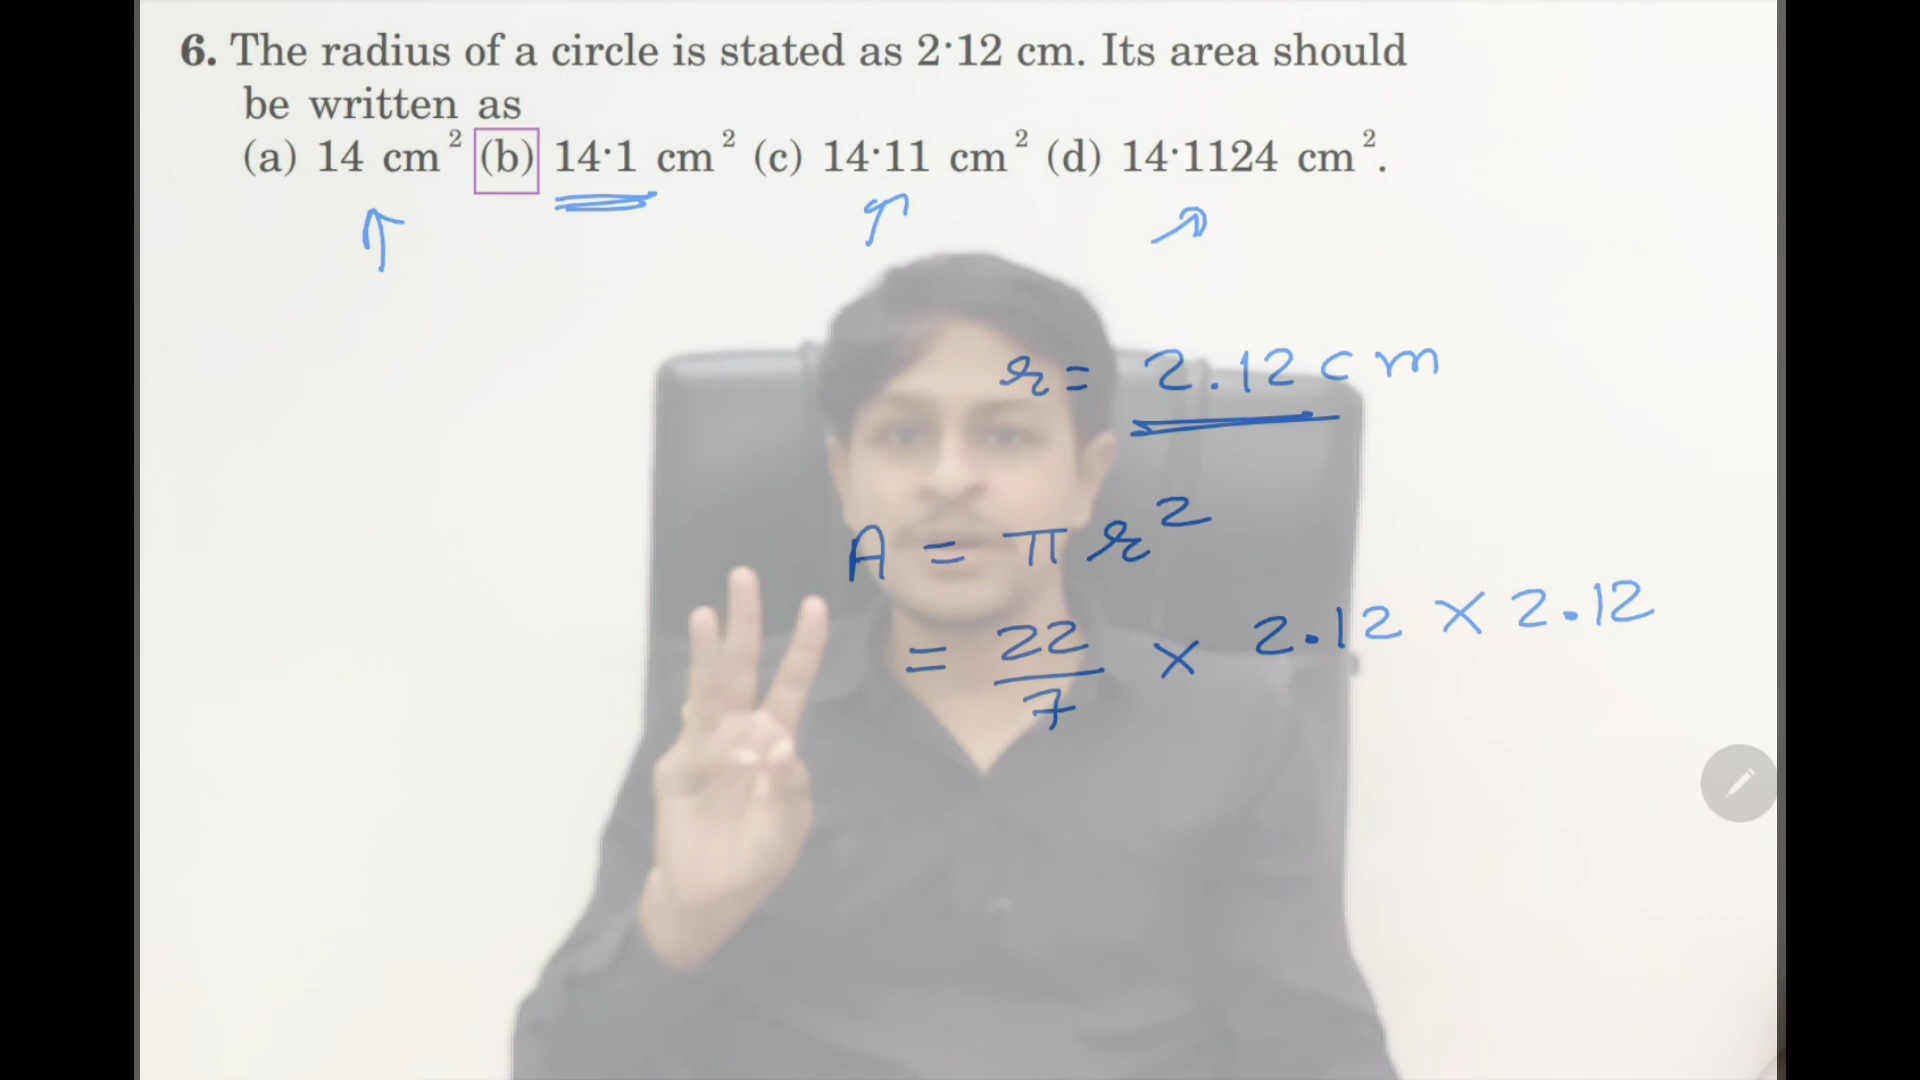 6. The radius of a circle is stated as 2·12 cm. Its area should
be written as
(a) 14 cm² (b) 14·1 cm² (c) 14·11 cm² (d) 14·1124 cm².
r = 2.12 cm
A = π r²
= 22/7 × 2.12 × 2.12